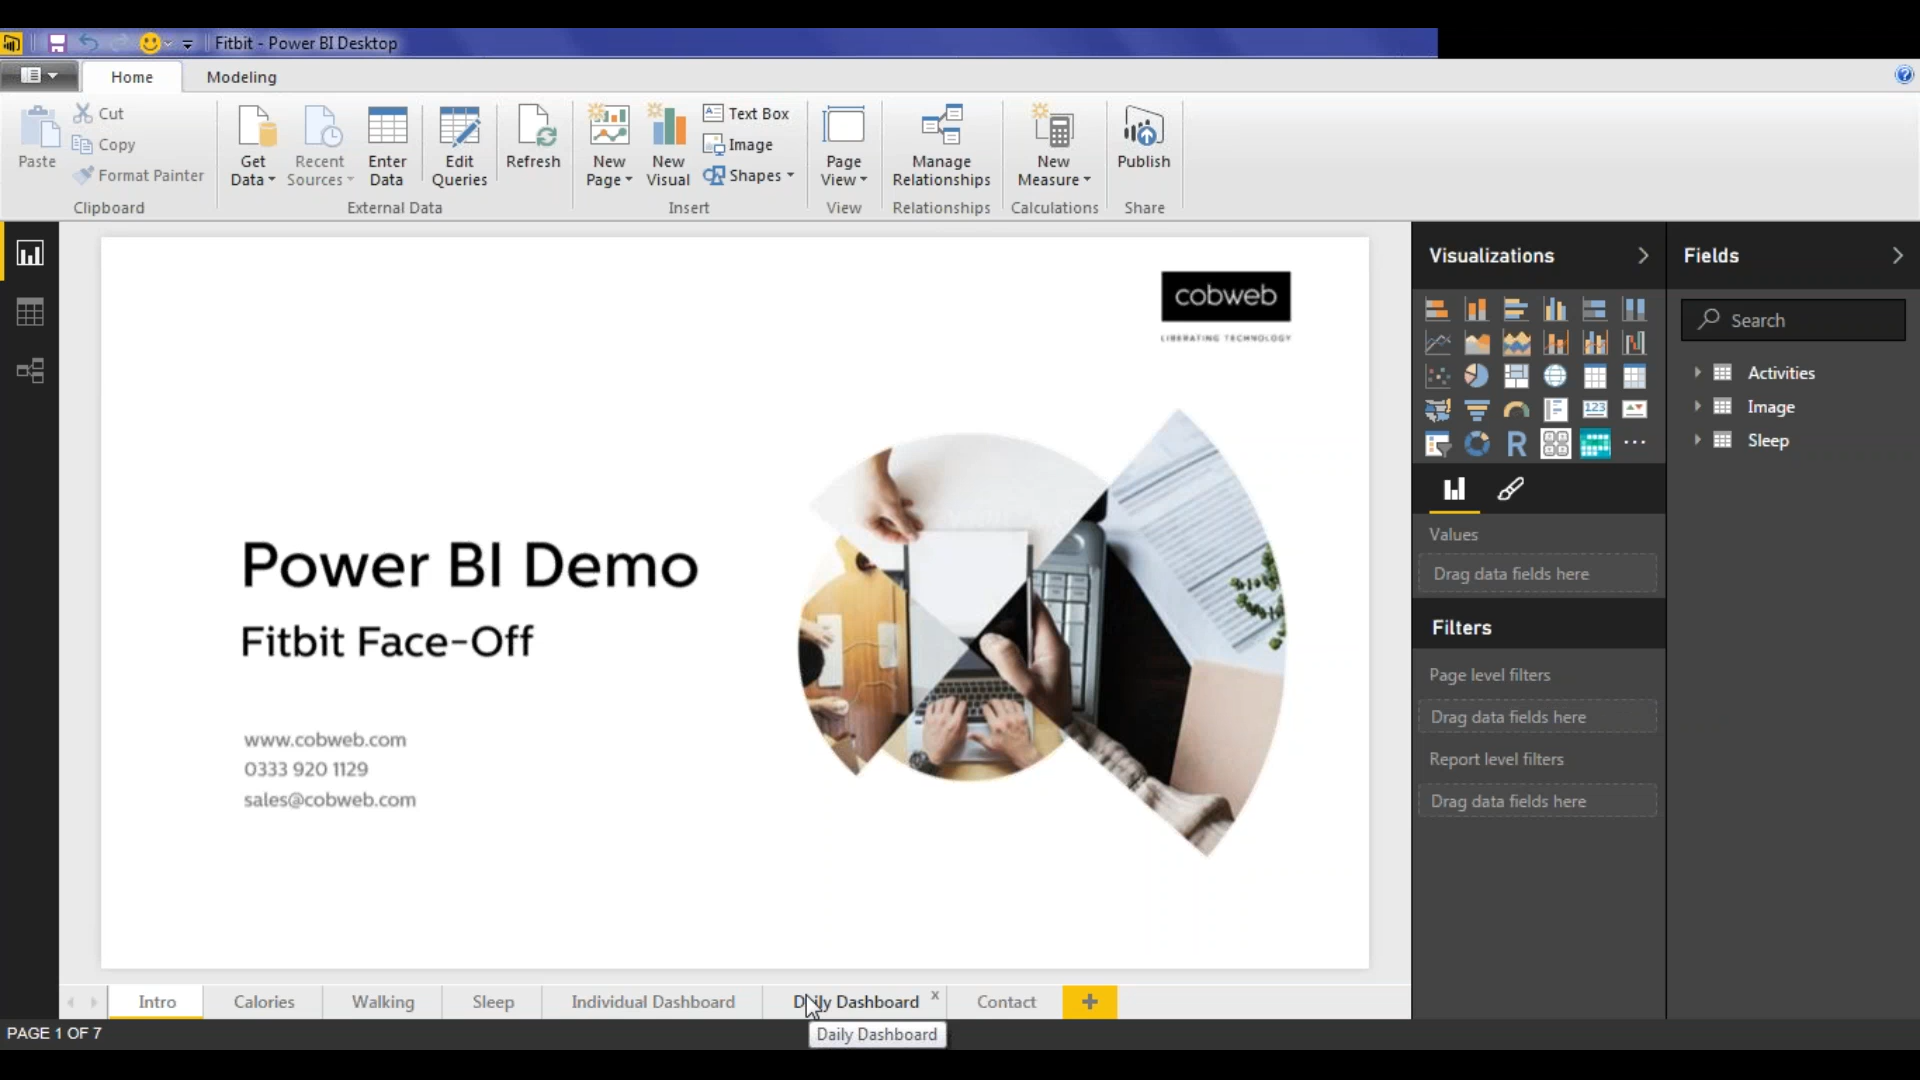 Fitbit - Power BI Desktop
Home
Modeling
Paste
Cut
Copy
Format Painter
Clipboard
Get Data
Recent Sources
Enter Data
Edit Queries
Refresh
External Data
New Page
New Visual
Text Box
Image
Shapes
Insert
Page View
View
Manage Relationships
Relationships
New Measure
Calculations
Publish
Share
cobweb
LIBERATING TECHNOLOGY
Power BI Demo
Fitbit Face-Off
www.cobweb.com
0333 920 1129
sales@cobweb.com
Visualizations
123
R
Values
Drag data fields here
Filters
Page level filters
Drag data fields here
Report level filters
Drag data fields here
Fields
Search
Activities
Image
Sleep
Intro
Calories
Walking
Sleep
Individual Dashboard
Daily Dashboard
x
Contact
+
Daily Dashboard
PAGE 1 OF 7